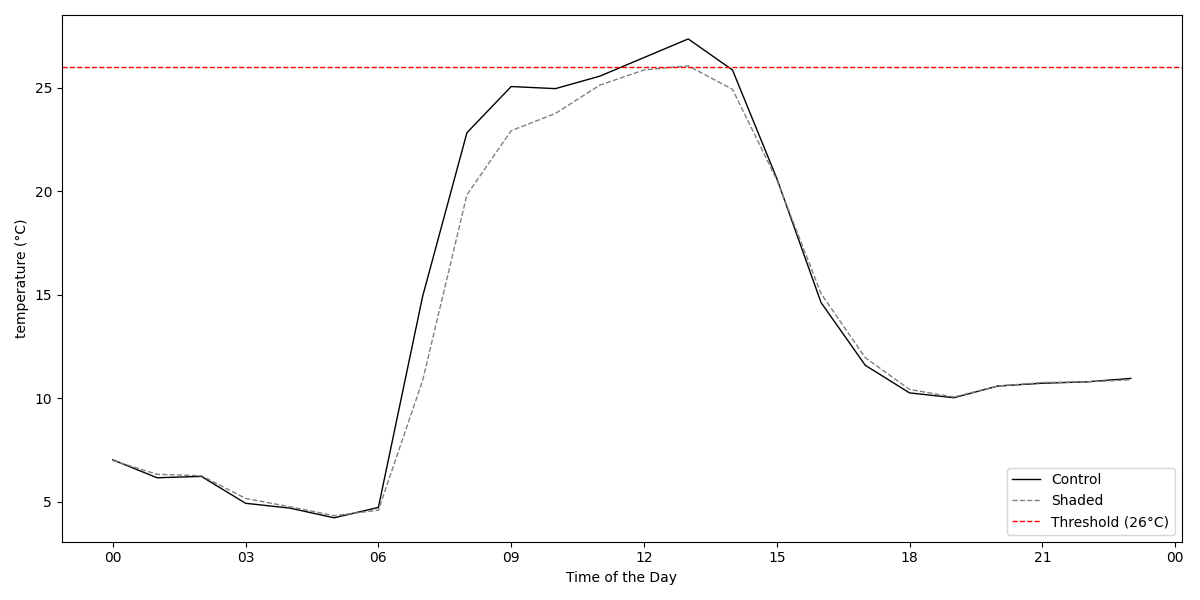 25
20
15
10
5
temperature (°C)
00
03
06
09
12
15
18
21
00
Time of the Day
Control
Shaded
Threshold (26°C)